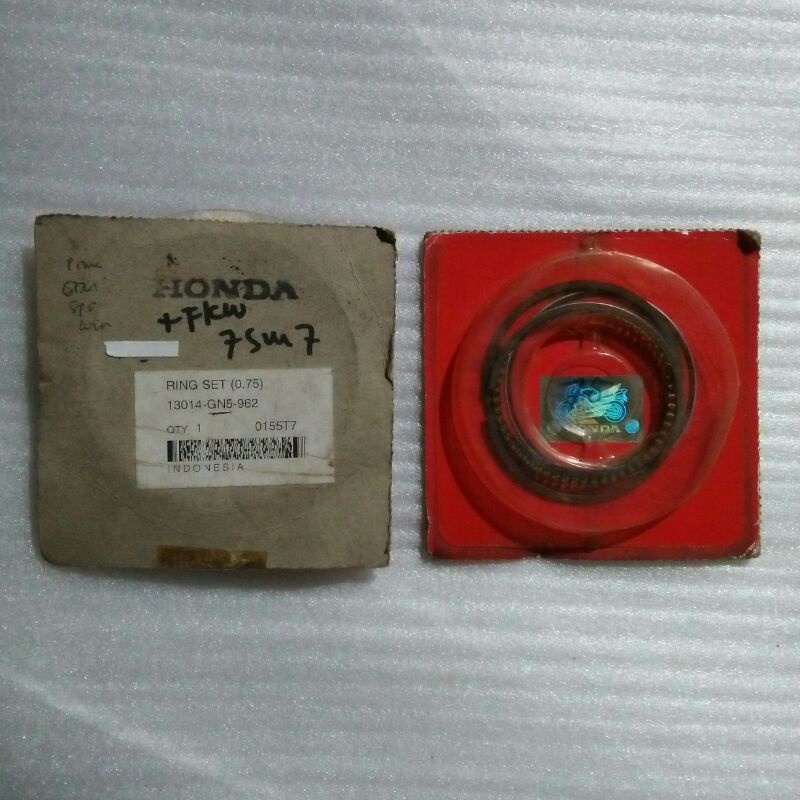 HONDA
+FKW
7Sm7
RING SET (0.75)
13014-GN5-962
QTY 1 0155T7
INDONESIA
HONDA